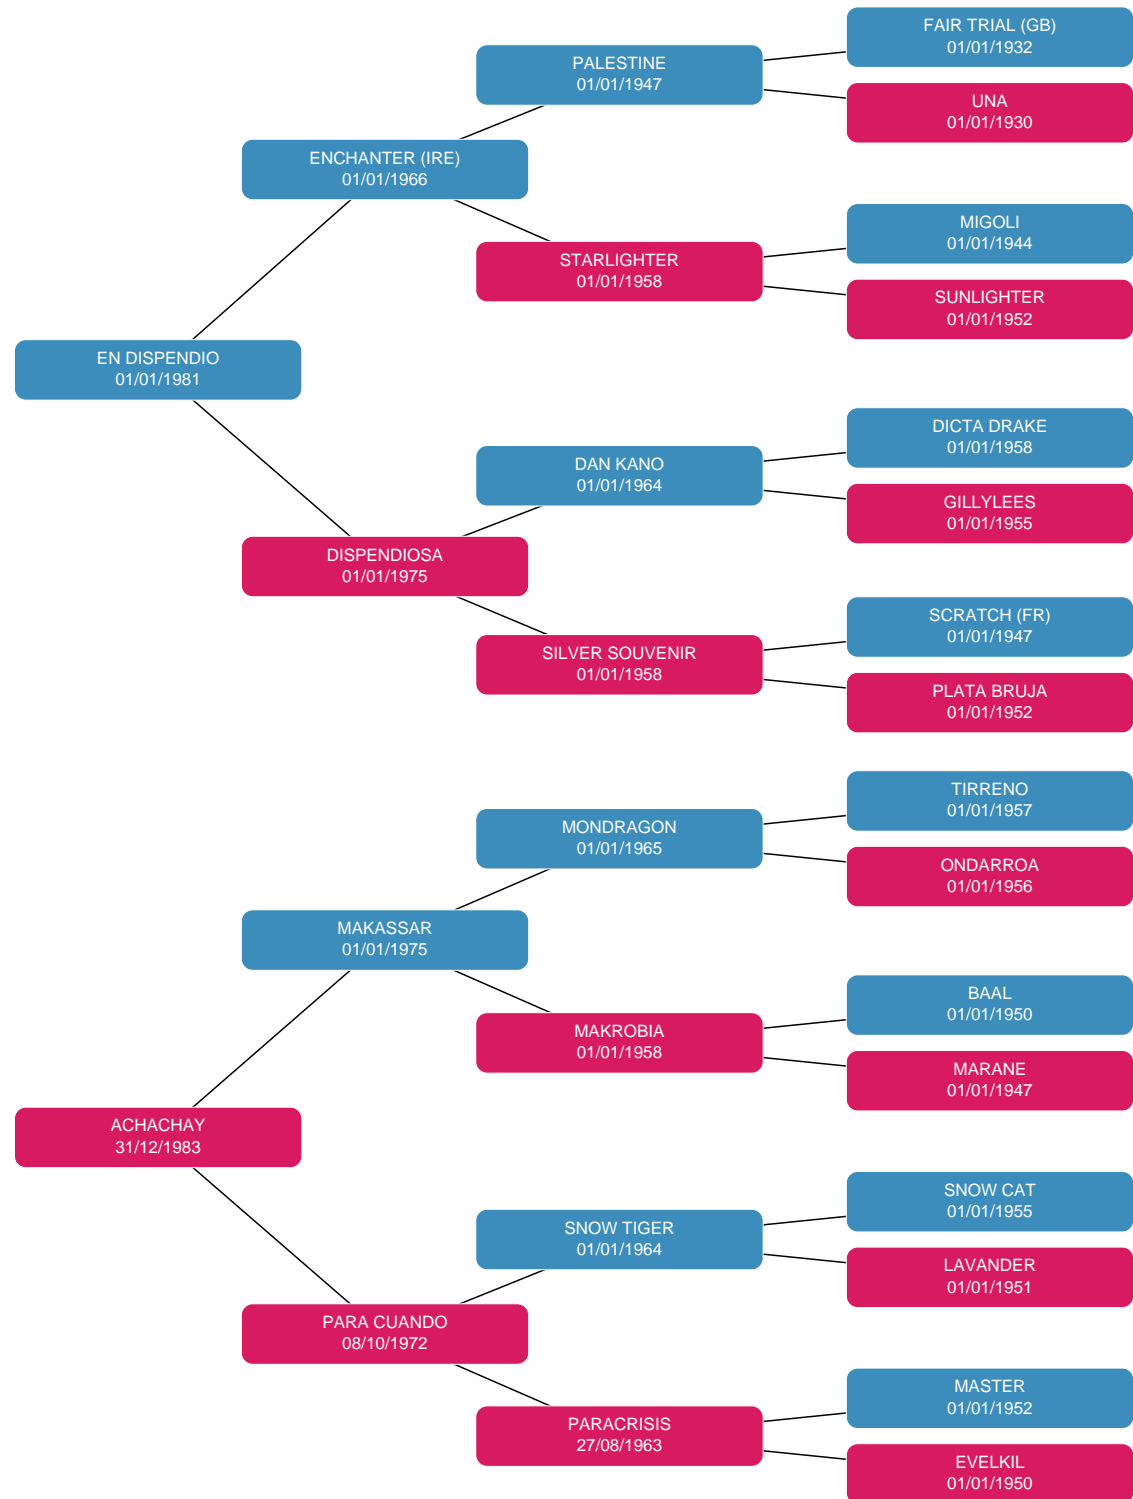 FAIR TRIAL (GB)
01/01/1932
PALESTINE
01/01/1947
UNA
01/01/1930
ENCHANTER (IRE)
01/01/1966
MIGOLI
01/01/1944
STARLIGHTER
01/01/1958
SUNLIGHTER
01/01/1952
EN DISPENDIO
01/01/1981
DICTA DRAKE
01/01/1958
DAN KANO
01/01/1964
GILLYLEES
01/01/1955
DISPENDIOSA
01/01/1975
SCRATCH (FR)
01/01/1947
SILVER SOUVENIR
01/01/1958
PLATA BRUJA
01/01/1952
TIRRENO
01/01/1957
MONDRAGON
01/01/1965
ONDARROA
01/01/1956
MAKASSAR
01/01/1975
BAAL
01/01/1950
MAKROBIA
01/01/1958
MARANE
01/01/1947
ACHACHAY
31/12/1983
SNOW CAT
01/01/1955
SNOW TIGER
01/01/1964
LAVANDER
01/01/1951
PARA CUANDO
08/10/1972
MASTER
01/01/1952
PARACRISIS
27/08/1963
EVELKIL
01/01/1950